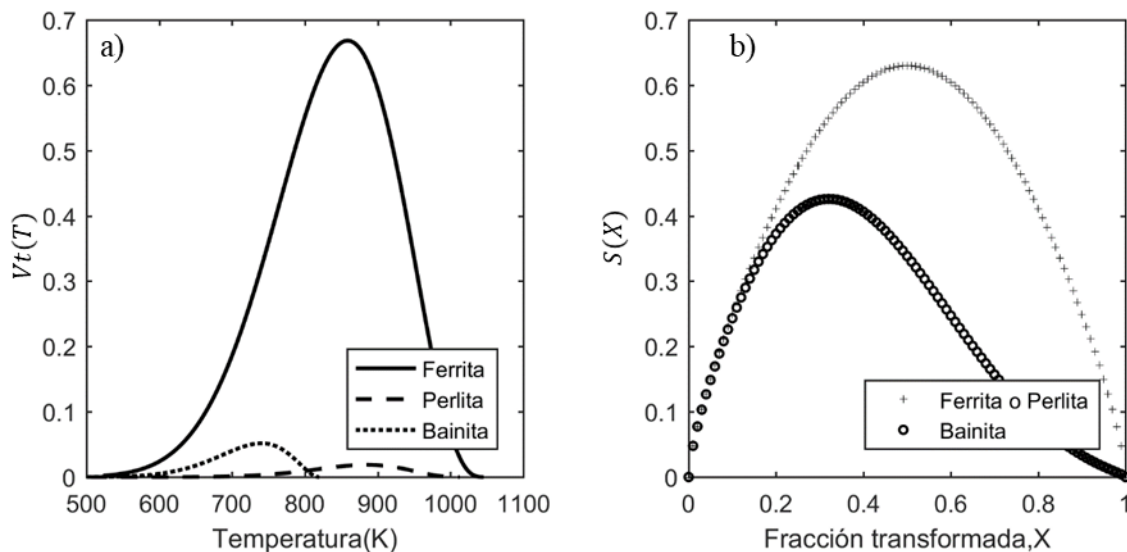 a)
Vt(T)
0.7
0.6
0.5
0.4
0.3
0.2
0.1
0
500 600 700 800 900 1000 1100
Temperatura(K)
Ferrita
Perlita
Bainita
b)
S(X)
0.7
0.6
0.5
0.4
0.3
0.2
0.1
0
0 0.2 0.4 0.6 0.8 1
Fracción transformada,X
Ferrita o Perlita
Bainita